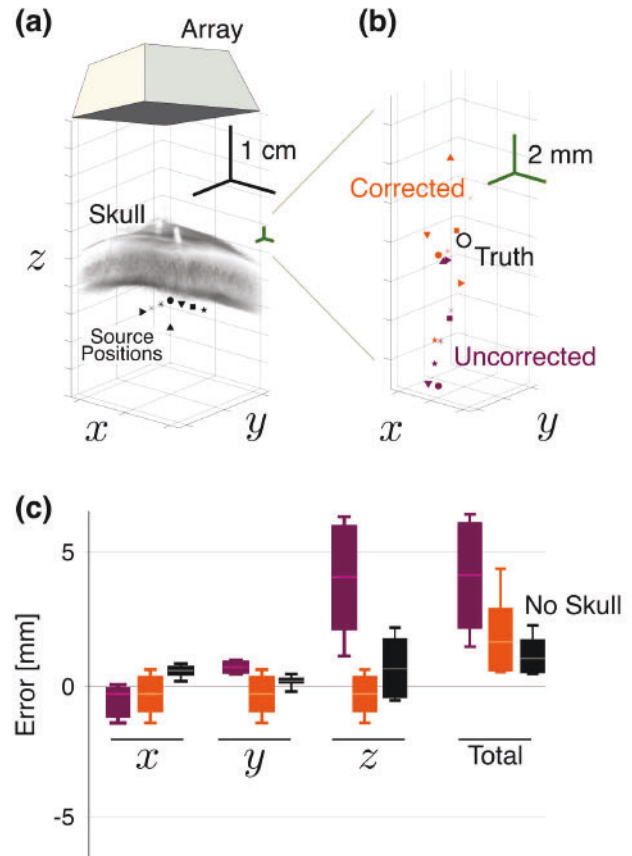 (a)
Array
1 cm
Skull
z
Source
Positions
x
y
(b)
2 mm
Corrected
Truth
Uncorrected
x
y
(c)
Error [mm]
5
0
-5
No Skull
x
y
z
Total